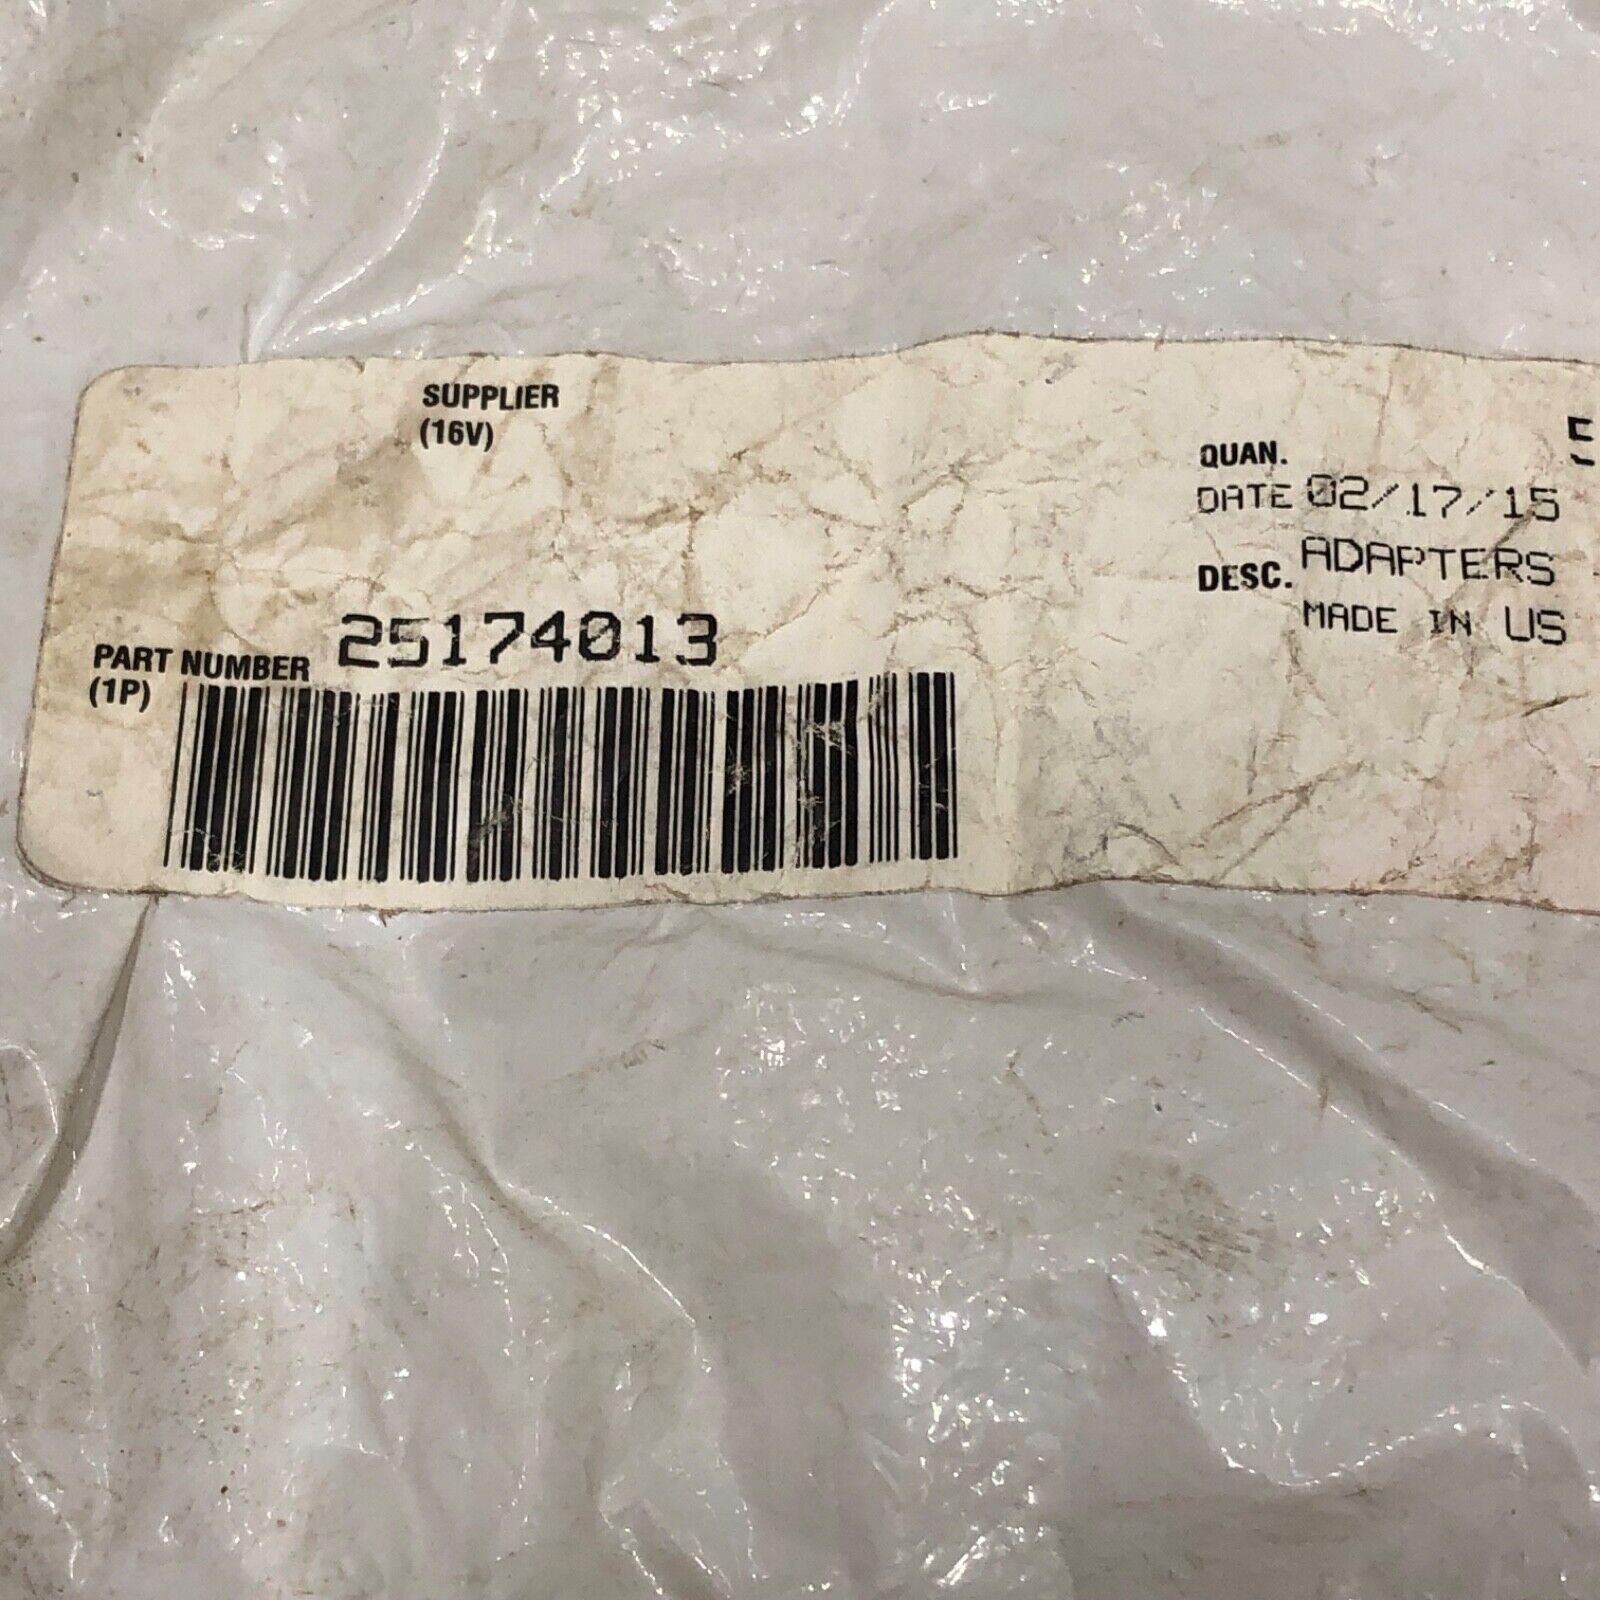 SUPPLIER
(16V)
PART NUMBER 25174013
(1P)
QUAN.
DATE 02/17/15
DESC. ADAPTERS
MADE IN US